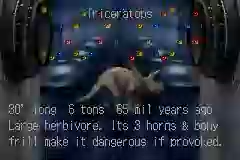 Triceratops
30' long 6 tons 65 mil years ago
Large herbivore. Its 3 horns & bony
frill make it dangerous if provoked.